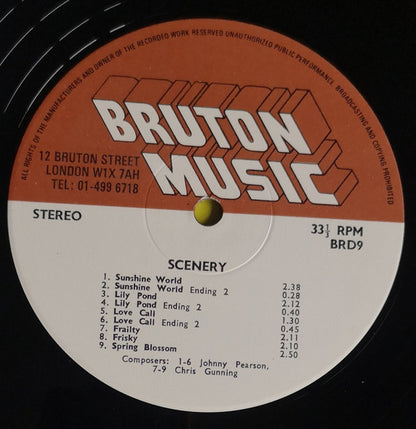 ALL RIGHTS OF THE MANUFACTURERS AND OWNER OF THE RECORDED WORK RESERVED UNAUTHORIZED PUBLIC PERFORMANCE, BROADCASTING AND COPYING PROHIBITED
BRUTON
MUSIC
12 BRUTON STREET
LONDON W1X 7AH
TEL: 01-499 6718
STEREO
33⅓ RPM
BRD9
SCENERY
1. Sunshine World 2.38
2. Sunshine World Ending 2 0.28
3. Lily Pond 2.12
4. Lily Pond Ending 2 0.40
5. Love Call 1.30
6. Love Call Ending 2 0.45
7. Frailty 2.11
8. Frisky 2.10
9. Spring Blossom 2.50
Composers: 1-6 Johnny Pearson,
7-9 Chris Gunning